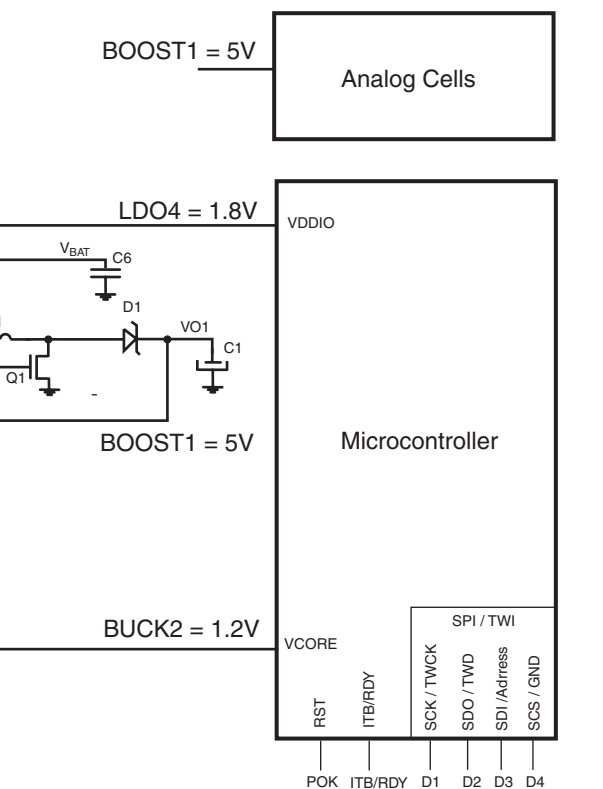 BOOST1 = 5V
Analog Cells
LDO4 = 1.8V
VDDIO
VBAT
C6
D1
VO1
C1
Q1
-
BOOST1 = 5V
Microcontroller
BUCK2 = 1.2V
VCORE
SPI / TWI
RST
ITB/RDY
SCK / TWCK
SDO / TWD
SDI /Adrress
SCS / GND
POK ITB/RDY D1 D2 D3 D4